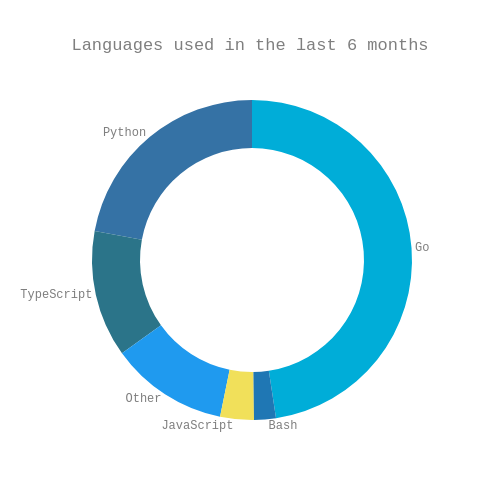 Languages used in the last 6 months
Python
Go
TypeScript
Other
JavaScript
Bash